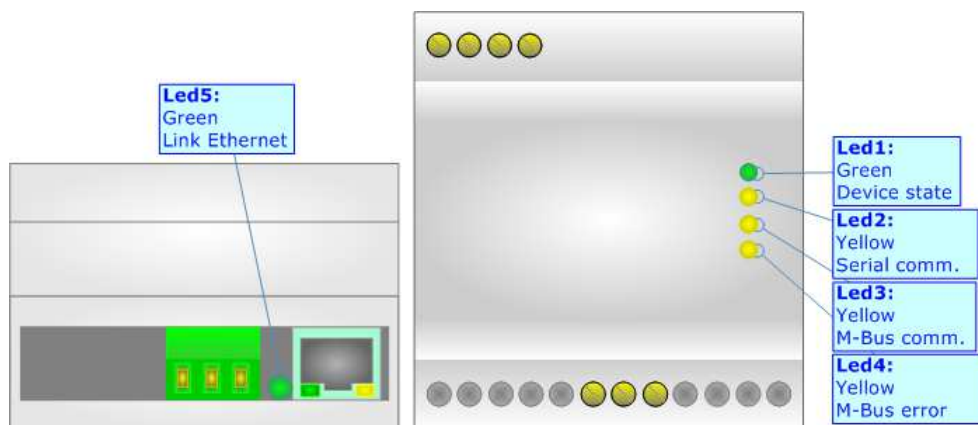 Led5:
Green
Link Ethernet
Led1:
Green
Device state
Led2:
Yellow
Serial comm.
Led3:
Yellow
M-Bus comm.
Led4:
Yellow
M-Bus error